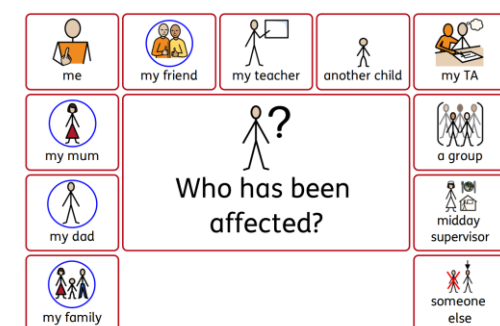 me
my friend
my teacher
another child
my TA
my mum
?
Who has been
affected?
a group
my dad
midday
supervisor
my family
someone
else